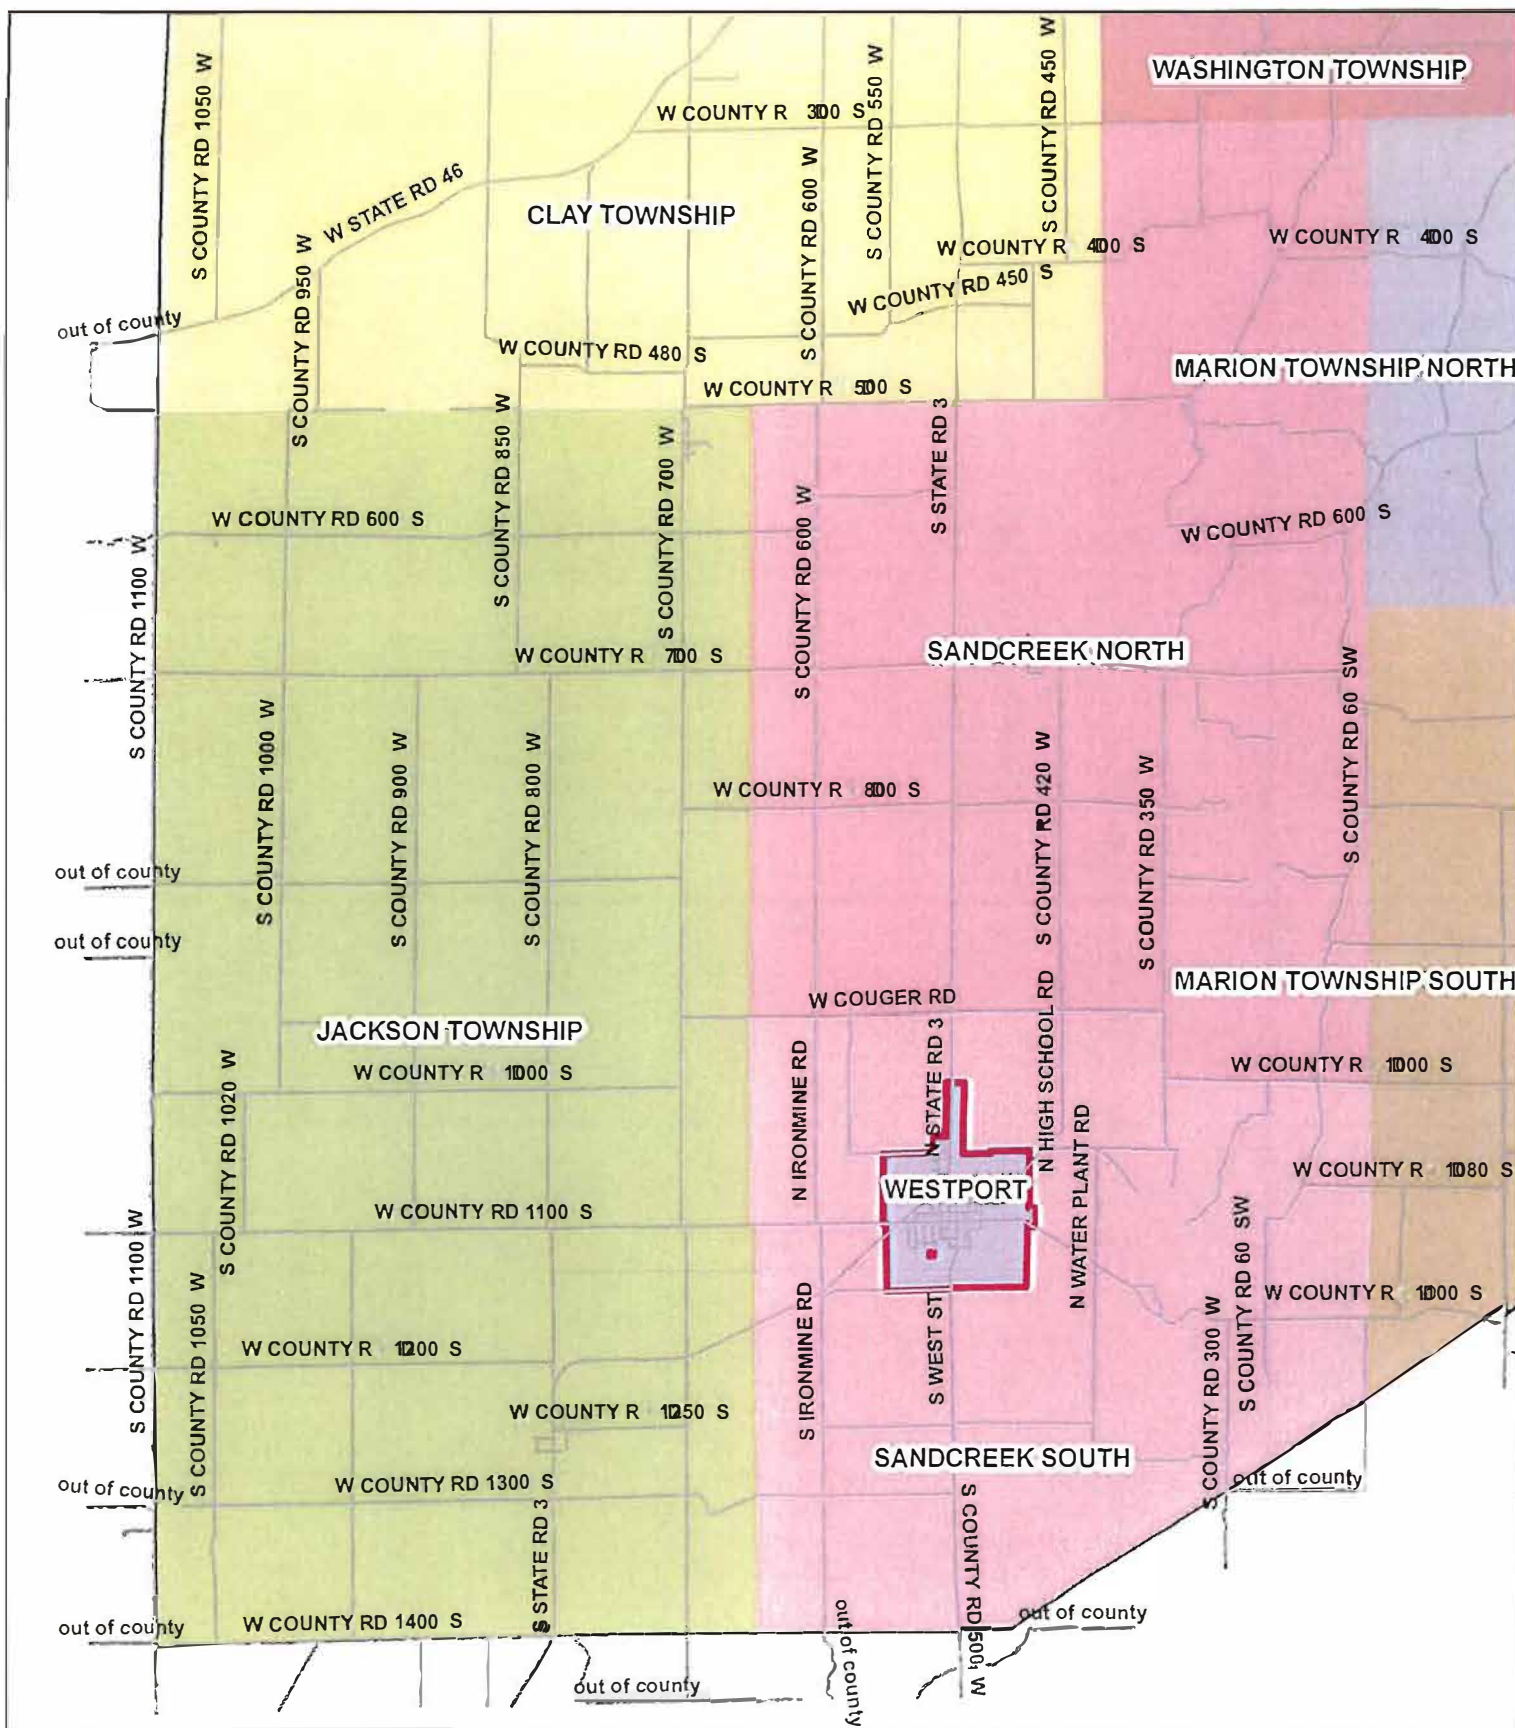 WASHINGTON TOWNSHIP
S COUNTY RD 1050 W
W COUNTY R D 300 S
S COUNTY RD 550 W
S COUNTY RD 450 W
W STATE RD 46
CLAY TOWNSHIP
S COUNTY RD 600 W
W COUNTY R D 400 S
W COUNTY R D 400 S
S COUNTY RD 950 W
W COUNTY RD 450 S
out of county
W COUNTY RD 480 S
MARION TOWNSHIP NORTH
W COUNTY R D 500 S
S COUNTY RD 850 W
S COUNTY RD 700 W
S STATE RD 3
W COUNTY RD 600 S
S COUNTY RD 600 W
W COUNTY RD 600 S
S COUNTY RD 1100 W
W COUNTY R D 700 S
SANDCREEK NORTH
S COUNTY RD 60 SW
S COUNTY RD 1000 W
S COUNTY RD 900 W
S COUNTY RD 800 W
W COUNTY R D 800 S
S COUNTY RD 420 W
S COUNTY RD 350 W
out of county
out of county
MARION TOWNSHIP SOUTH
W COUGER RD
JACKSON TOWNSHIP
N IRONMINE RD
N STATE RD 3
N HIGH SCHOOL RD
W COUNTY R D 1000 S
W COUNTY R D 1000 S
S COUNTY RD 1020 W
N WATER PLANT RD
W COUNTY R D 1080 S
WESTPORT
W COUNTY RD 1100 S
S COUNTY RD 1100 W
S COUNTY RD 1050 W
S IRONMINE RD
S WEST ST
S COUNTY RD 300 W
S COUNTY RD 60 SW
W COUNTY R D 1100 S
W COUNTY R D 1200 S
W COUNTY R D 1250 S
SANDCREEK SOUTH
out of county
W COUNTY RD 1300 S
out of county
S STATE RD 3
S COUNTY RD 500 W
out of county
W COUNTY RD 1400 S
out of county
out of county
out of county